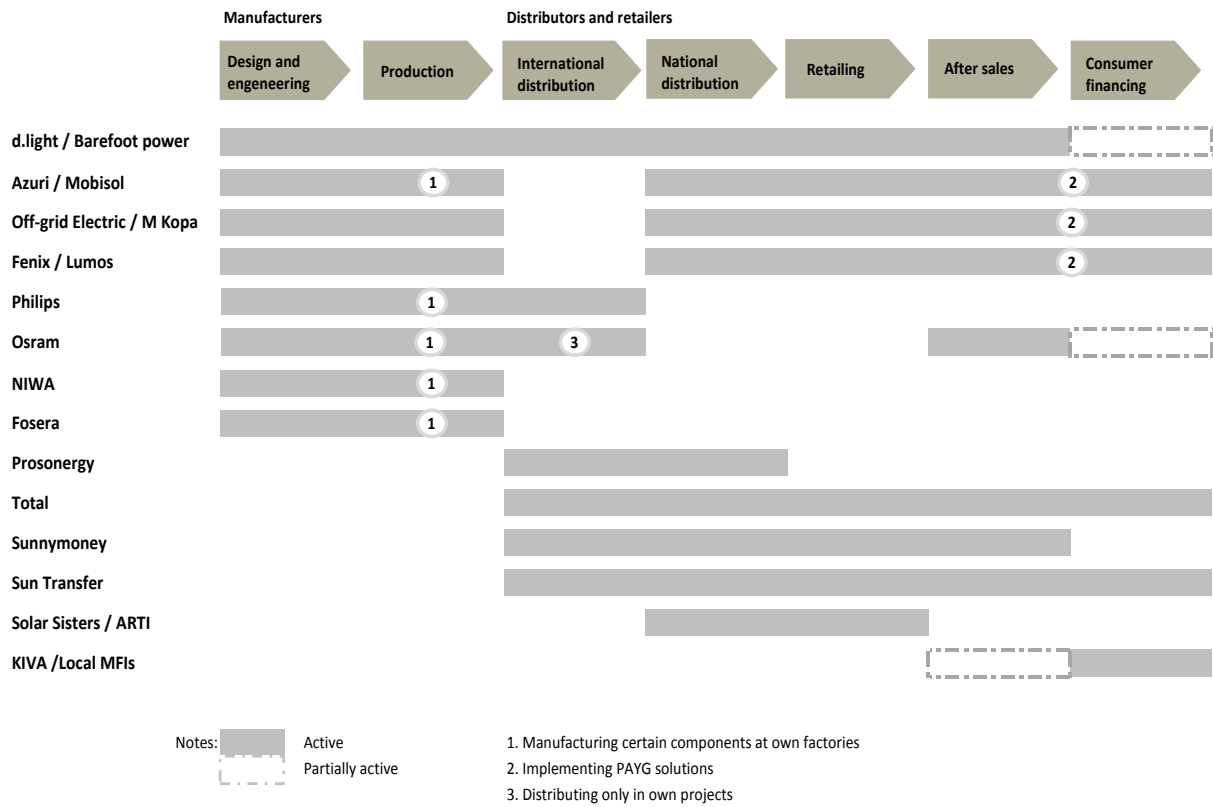 Manufacturers
Distributors and retailers
Design and
engeneering
Production
International
distribution
National
distribution
Retailing
After sales
Consumer
financing
d.light / Barefoot power
Azuri / Mobisol
1
2
Off-grid Electric / M Kopa
2
Fenix / Lumos
2
Philips
1
Osram
1
3
NIWA
1
Fosera
1
Prosonergy
Total
Sunnymoney
Sun Transfer
Solar Sisters / ARTI
KIVA /Local MFIs
Notes:
Active
Partially active
1. Manufacturing certain components at own factories
2. Implementing PAYG solutions
3. Distributing only in own projects